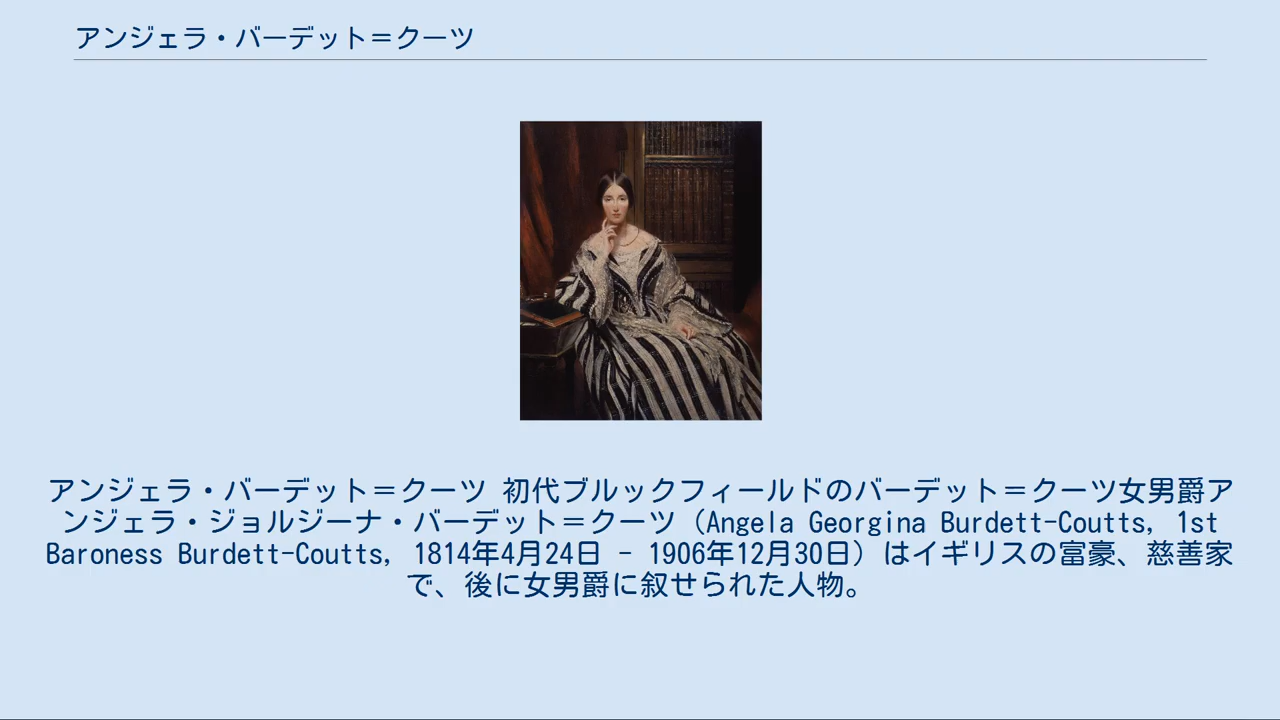 アンジェラ・バーデット＝クーツ
アンジェラ・バーデット＝クーツ 初代ブルックフィールドのバーデット＝クーツ女男爵ア
ンジェラ・ジョルジーナ・バーデット＝クーツ（Angela Georgina Burdett-Coutts, 1st
Baroness Burdett-Coutts, 1814年4月24日 - 1906年12月30日）はイギリスの富豪、慈善家
で、後に女男爵に叙せられた人物。